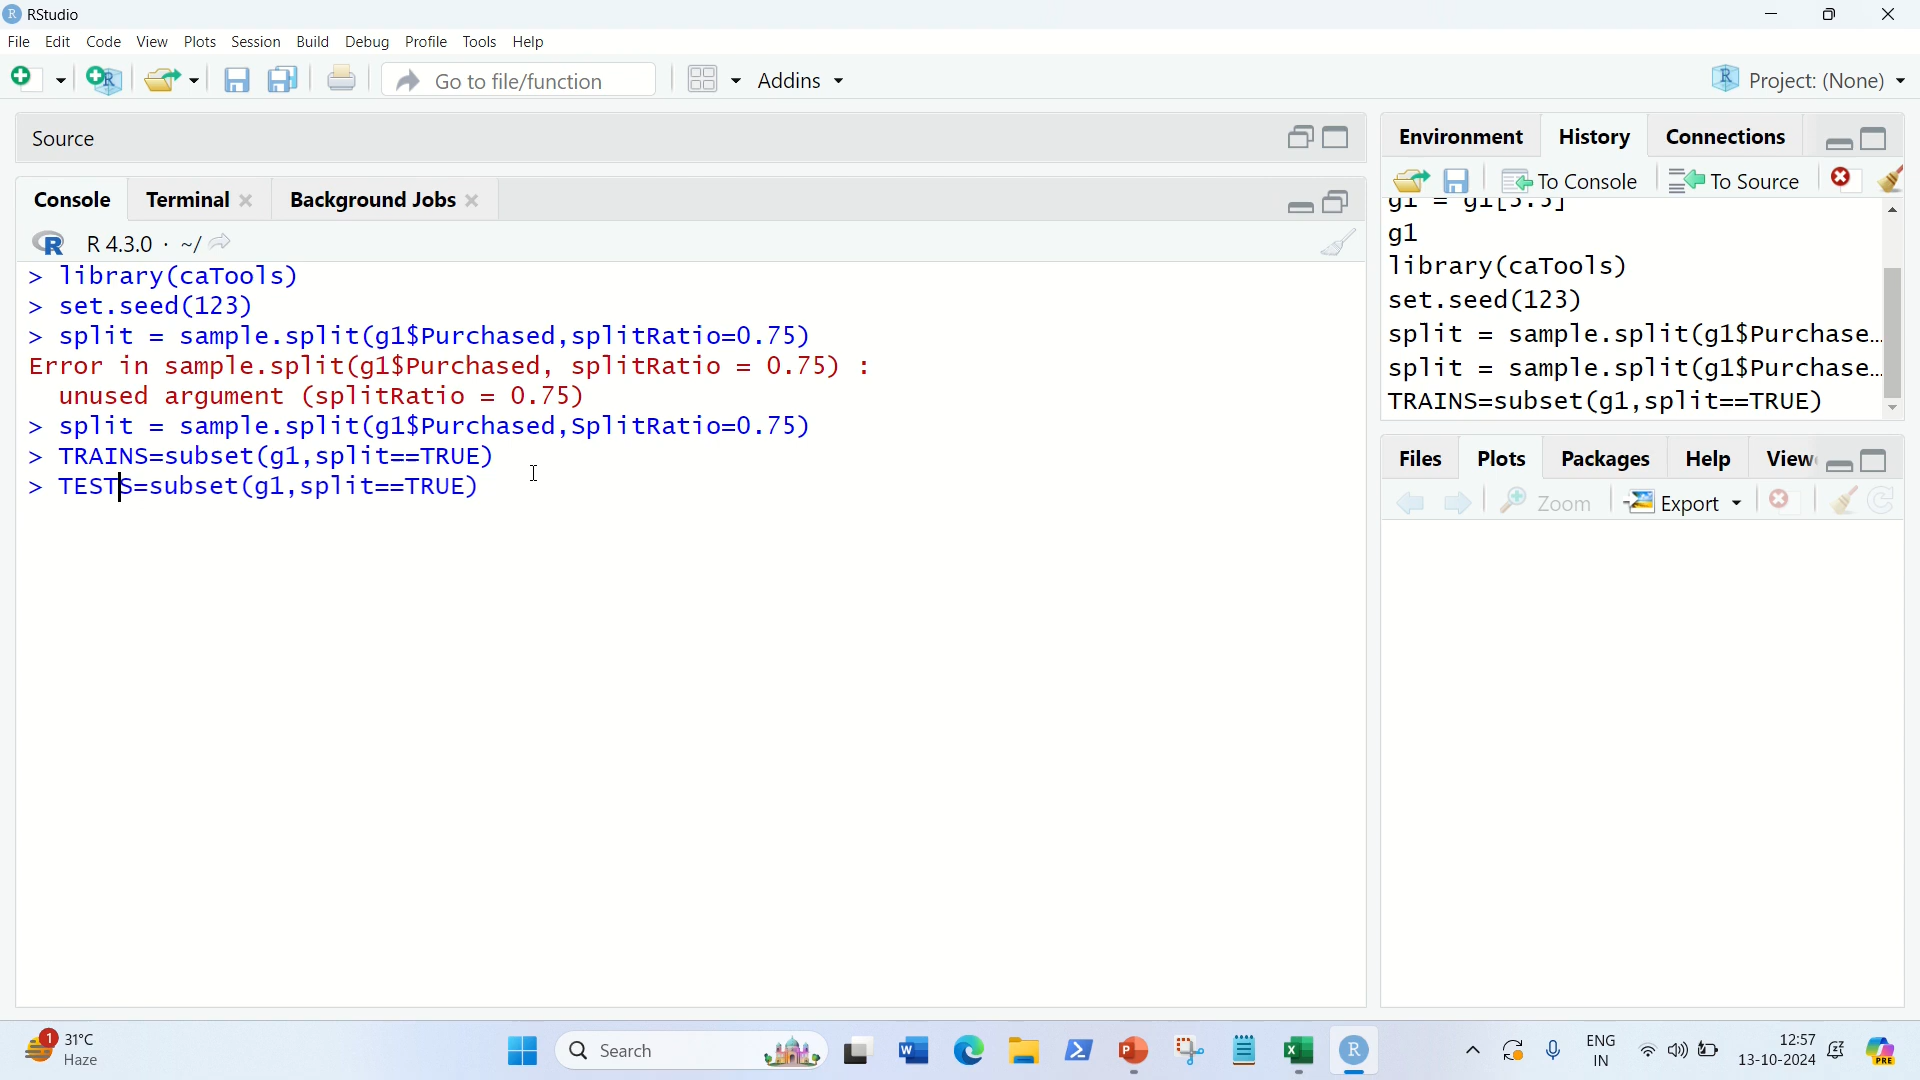 RStudio
File Edit Code View Plots Session Build Debug Profile Tools Help
Go to file/function Addins Project: (None)
Source
Console Terminal Background Jobs
R 4.3.0 · ~/
> library(caTools)
> set.seed(123)
> split = sample.split(g1$Purchased,splitRatio=0.75)
Error in sample.split(g1$Purchased, splitRatio = 0.75) :
unused argument (splitRatio = 0.75)
> split = sample.split(g1$Purchased,SplitRatio=0.75)
> TRAINS=subset(g1,split==TRUE)
> TESTS=subset(g1,split==TRUE)
Environment History Connections
To Console To Source
g1 = g1[3:5]
g1
library(caTools)
set.seed(123)
split = sample.split(g1$Purchase...
split = sample.split(g1$Purchase...
TRAINS=subset(g1,split==TRUE)
Files Plots Packages Help View
Zoom Export
1 31°C
Haze
Search
ENG
IN
12:57
13-10-2024
PRE